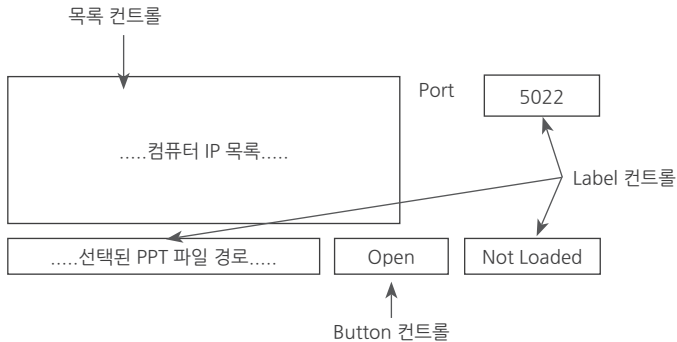 목록 컨트롤
Port
5022
.....컴퓨터 IP 목록.....
Label 컨트롤
.....선택된 PPT 파일 경로.....
Open
Not Loaded
Button 컨트롤